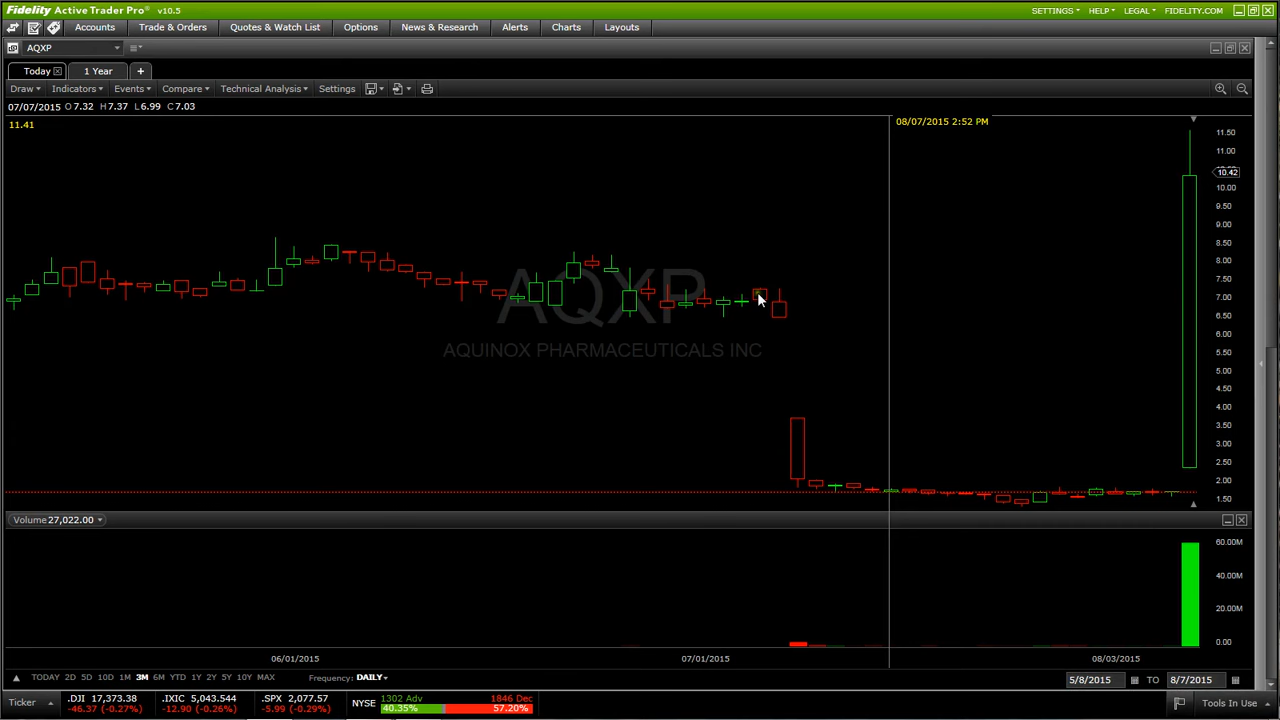 Fidelity Active Trader Pro® v10.5 SETTINGS HELP LEGAL FIDELITY.COM
Accounts Trade & Orders Quotes & Watch List Options News & Research Alerts Charts Layouts
AQXP
Today 1 Year +
Draw Indicators Events Compare Technical Analysis Settings
07/07/2015 O 7.32 H 7.37 L 6.99 C 7.03
11.41
08/07/2015 2:52 PM
11.50
11.00
10.42
10.00
9.50
9.00
8.50
8.00
7.50
7.00
6.50
6.00
5.50
5.00
4.50
4.00
3.50
3.00
2.50
2.00
1.50
AQXP
AQUINOX PHARMACEUTICALS INC
Volume 27,022.00
60.00M
40.00M
20.00M
0.00
06/01/2015 07/01/2015 08/03/2015
TODAY 2D 5D 10D 1M 3M 6M YTD 1Y 2Y 5Y 10Y MAX Frequency: DAILY 5/8/2015 TO 8/7/2015
Ticker .DJI 17,373.38 .IXIC 5,043.544 .SPX 2,077.57 NYSE 1302 Adv 1846 Dec Tools In Use
-46.37 (-0.27%) -12.90 (-0.26%) -5.99 (-0.29%) 40.35% 57.20%